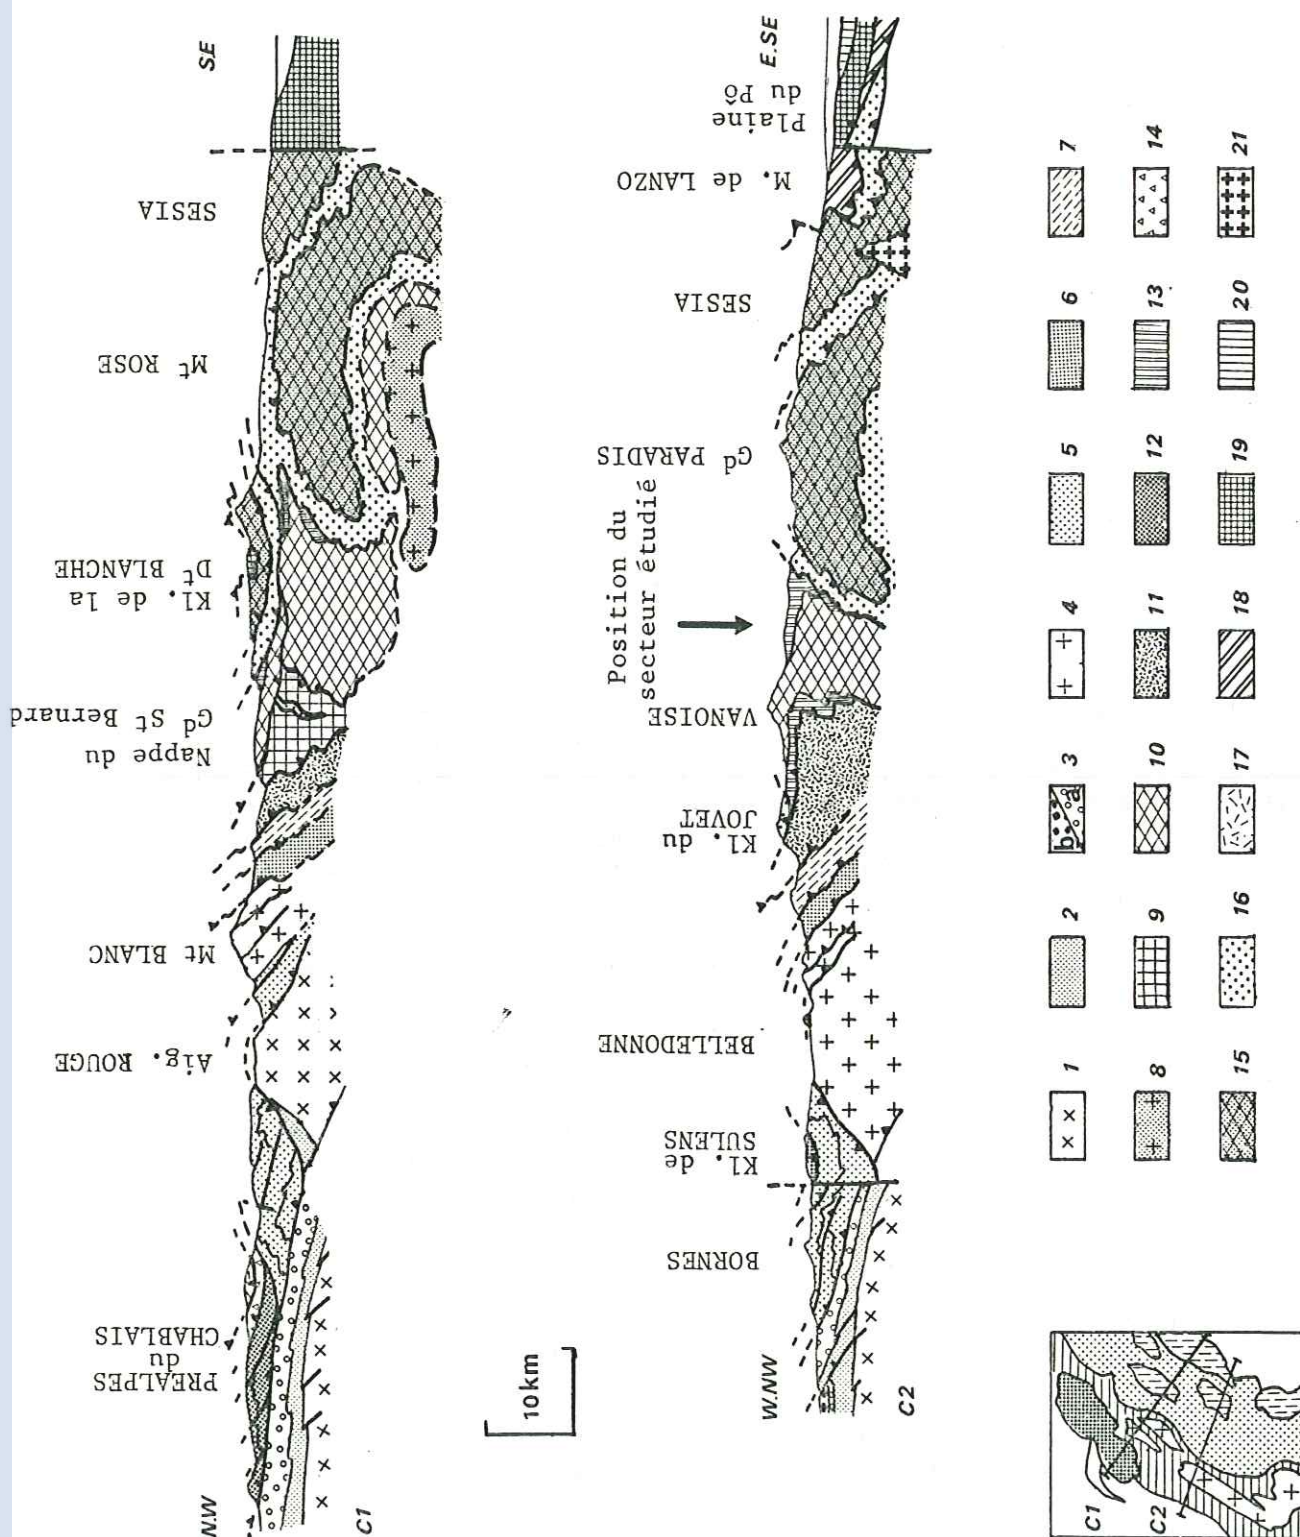 N.NW
SE
PREALPES
du
CHABLAIS
Aig. ROUGE
Mt BLANC
Nappe du
Gd St Bernard
Kl. de la
Dt BLANCHE
Mt ROSE
SESIA
C1
10km
W.NW
E.SE
BORNES
Kl. de
SULENS
BELLEDONNE
Kl. du
JOVET
VANOISE
Position du
secteur étudié
Gd PARADIS
SESIA
M. de LANZO
Plaine
du Pô
C2
C1
C2
1 2 b a 3 4 5 6 7
8 9 10 11 12 13 14
15 16 17 18 19 20 21